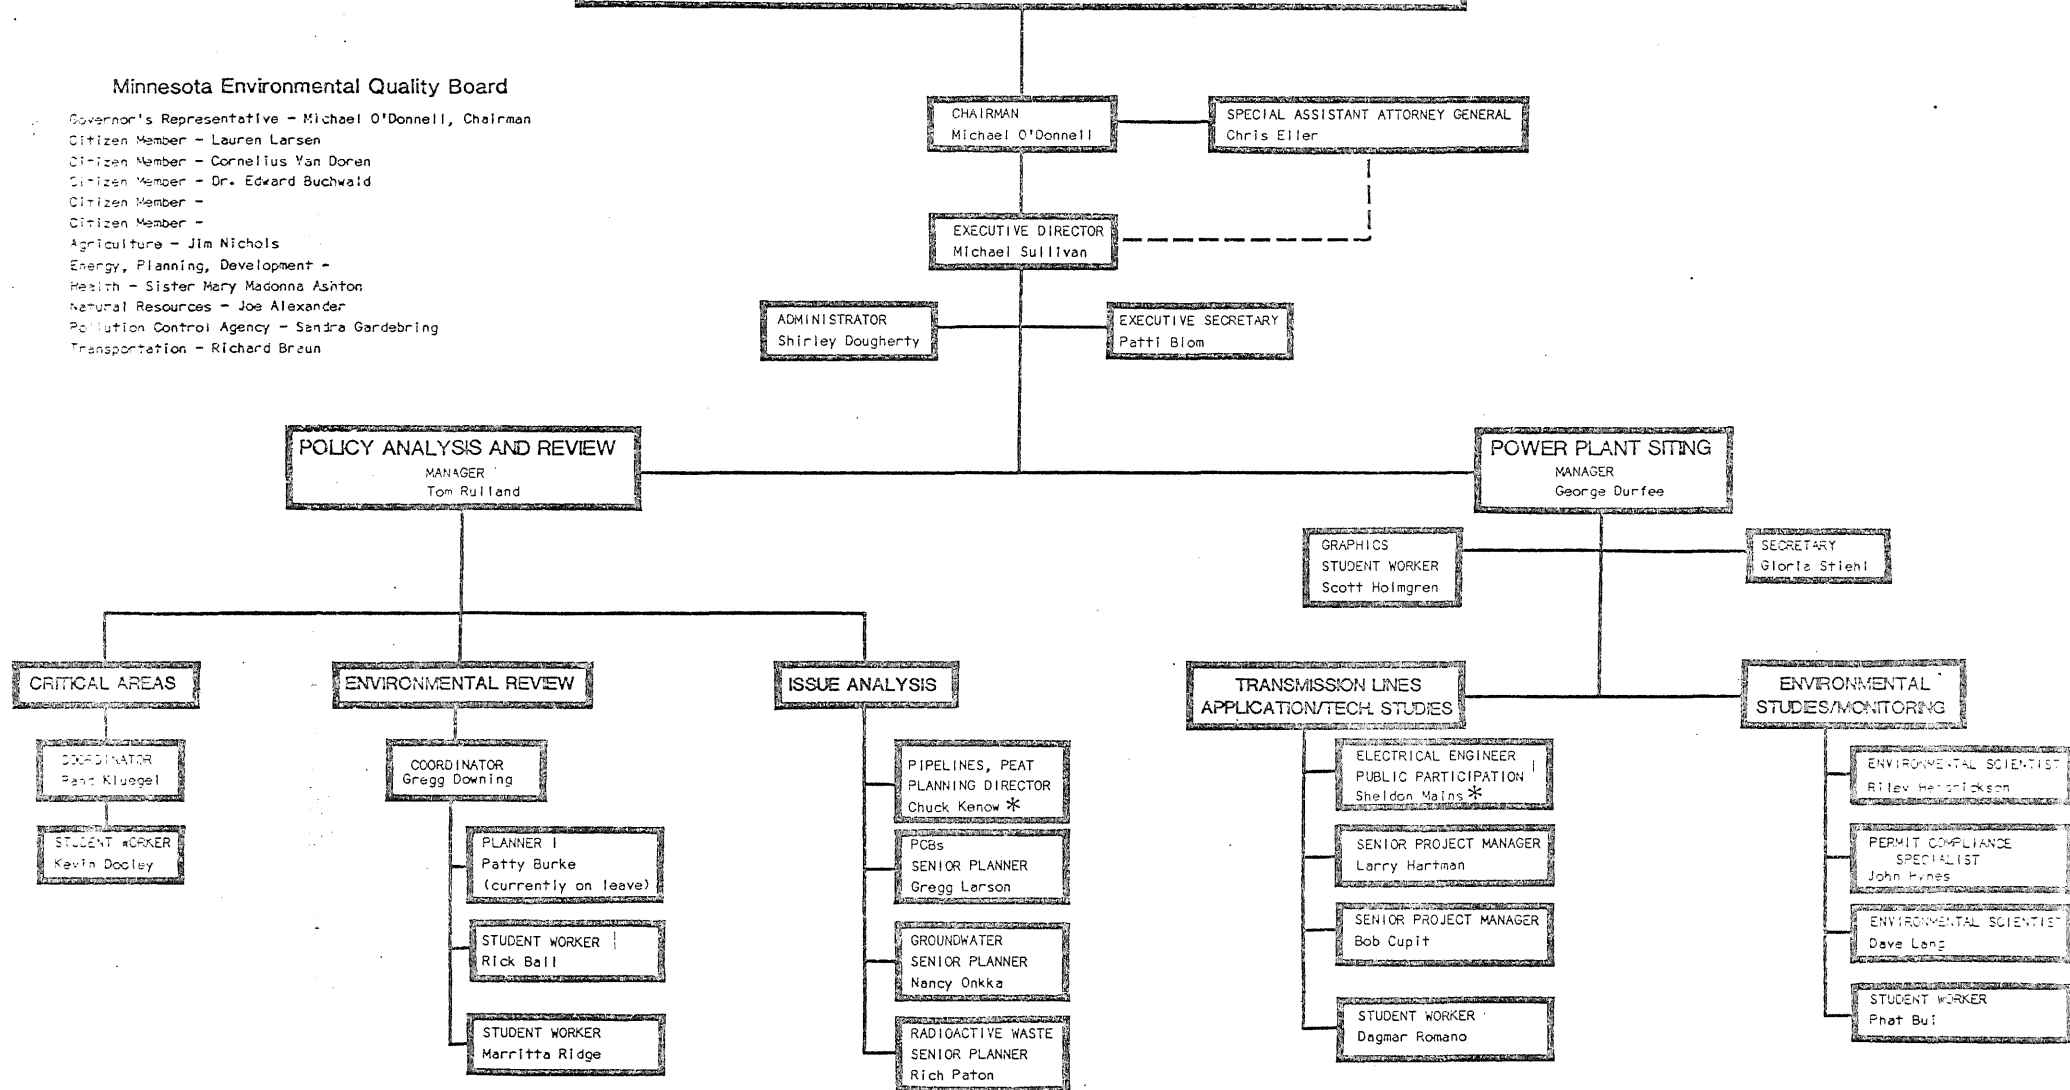 Minnesota Environmental Quality Board
Governor's Representative - Michael O'Donnell, Chairman
Citizen Member - Lauren Larsen
Citizen Member - Cornelius Van Doren
Citizen Member - Dr. Edward Buchwald
Citizen Member -
Citizen Member -
Agriculture - Jim Nichols
Energy, Planning, Development -
Health - Sister Mary Madonna Ashton
Natural Resources - Joe Alexander
Pollution Control Agency - Sandra Gardebring
Transportation - Richard Braun
CHAIRMAN
Michael O'Donnell
SPECIAL ASSISTANT ATTORNEY GENERAL
Chris Eller
EXECUTIVE DIRECTOR
Michael Sullivan
ADMINISTRATOR
Shirley Dougherty
EXECUTIVE SECRETARY
Patti Blom
POLICY ANALYSIS AND REVIEW
MANAGER
Tom Rulland
POWER PLANT SITING
MANAGER
George Durfee
GRAPHICS
STUDENT WORKER
Scott Holmgren
SECRETARY
Gloria Stiehl
CRITICAL AREAS
COORDINATOR
Kluegel
STUDENT WORKER
Kevin Dooley
ENVIRONMENTAL REVIEW
COORDINATOR
Gregg Downing
PLANNER I
Patty Burke
(currently on leave)
STUDENT WORKER
Rick Ball
STUDENT WORKER
Marritta Ridge
ISSUE ANALYSIS
PIPELINES, PEAT
PLANNING DIRECTOR
Chuck Kenow *
PCBs
SENIOR PLANNER
Gregg Larson
GROUNDWATER
SENIOR PLANNER
Nancy Onkka
RADIOACTIVE WASTE
SENIOR PLANNER
Rich Paton
TRANSMISSION LINES
APPLICATION/TECH. STUDIES
ELECTRICAL ENGINEER
PUBLIC PARTICIPATION
Sheldon Mains *
SENIOR PROJECT MANAGER
Larry Hartman
SENIOR PROJECT MANAGER
Bob Cupit
STUDENT WORKER
Dagmar Romano
ENVIRONMENTAL
STUDIES/MONITORING
ENVIRONMENTAL SCIENTIST
Riley Hendrickson
PERMIT COMPLIANCE
SPECIALIST
John Hynes
ENVIRONMENTAL SCIENTIST
Dave Lang
STUDENT WORKER
Phat Bui